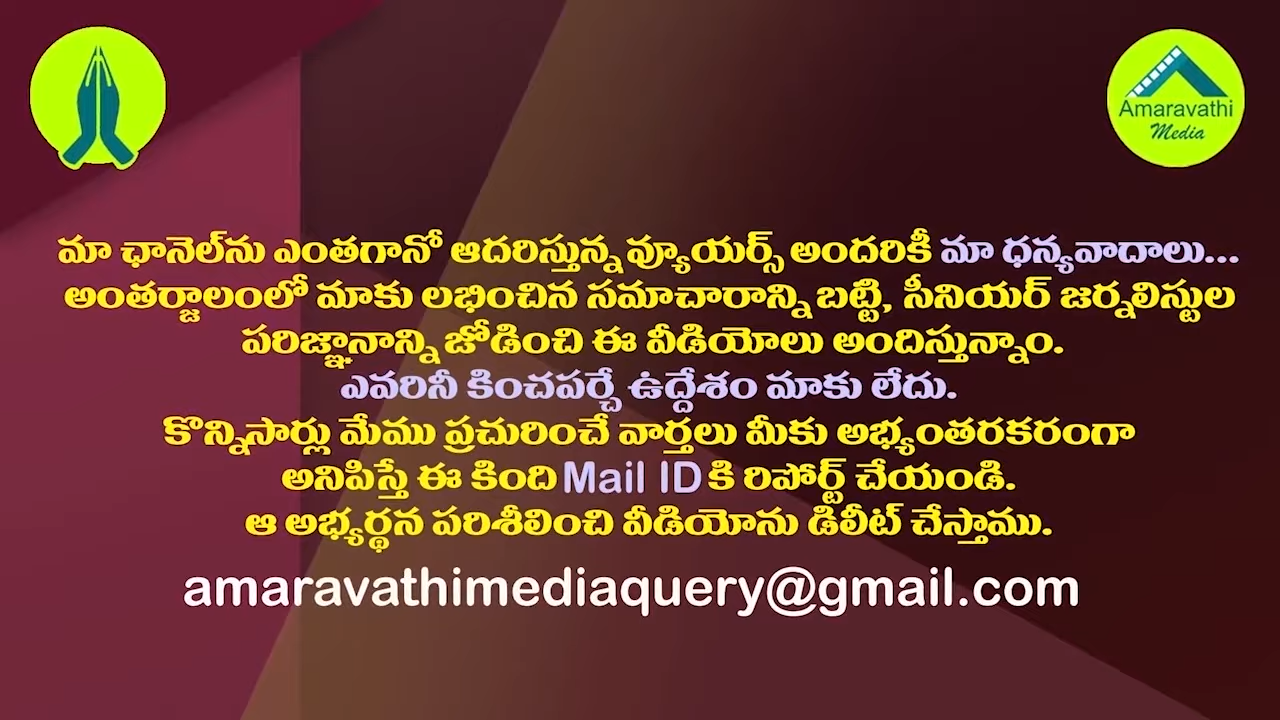 Amaravathi
Media
మా ఛానెల్‌ను ఎంతగానో ఆదరిస్తున్న వ్యూయర్స్ అందరికీ మా ధన్యవాదాలు...
అంతర్జాలంలో మాకు లభించిన సమాచారాన్ని బట్టి, సీనియర్ జర్నలిస్టుల
పరిజ్ఞానాన్ని జోడించి ఈ వీడియోలు అందిస్తున్నాం.
ఎవరినీ కించపర్చే ఉద్దేశం మాకు లేదు.
కొన్నిసార్లు మేము ప్రచురించే వార్తలు మీకు అభ్యంతరకరంగా
అనిపిస్తే ఈ కింది Mail ID కి రిపోర్ట్ చేయండి.
ఆ అభ్యర్థన పరిశీలించి వీడియోను డిలీట్ చేస్తాము.
amaravathimediaquery@gmail.com